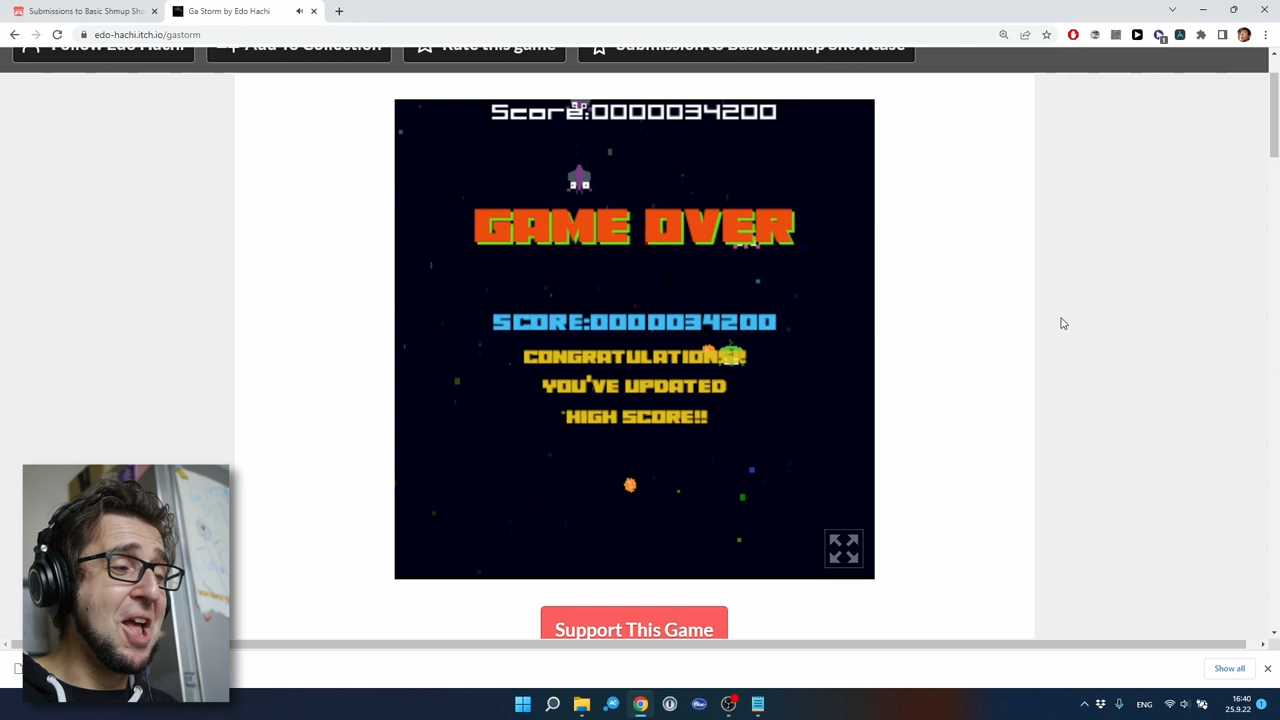 Submissions to Basic Shmup Sho
Ga Storm by Edo Hachi
edo-hachi.itch.io/gastorm
Follow Edo Hachi
Add To Collection
Rate this game
Submission to Basic Shmup Showcase
Score:0000034200
GAME OVER
SCORE:0000034200
CONGRATULATIONS!!
YOU'VE UPDATED
HIGH SCORE!!
Support This Game
Show all
ENG
16:40
25.9.22